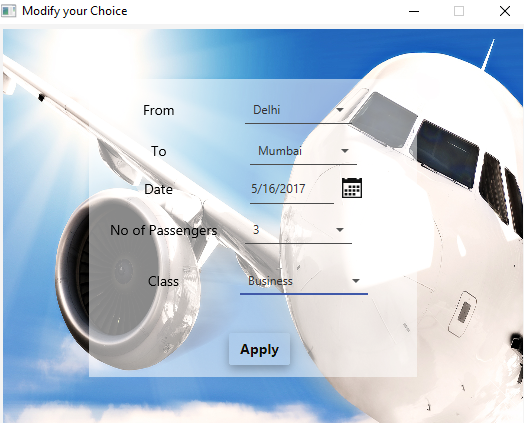 Modify your Choice
From Delhi
To Mumbai
Date 5/16/2017
No of Passengers 3
Class Business
Apply